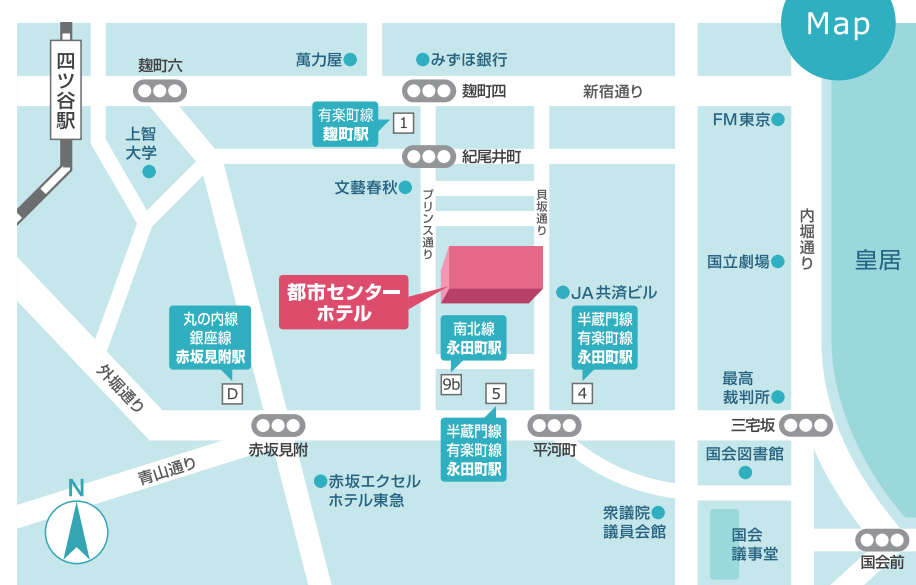 Map
四ツ谷駅
麹町六
萬力屋
みずほ銀行
麹町四
新宿通り
有楽町線
麹町駅
1
FM東京
上智
大学
紀尾井町
文藝春秋
プリンス通り
貝坂通り
内堀通り
国立劇場
皇居
都市センター
ホテル
JA共済ビル
丸の内線
銀座線
赤坂見附駅
D
南北線
永田町駅
9b
半蔵門線
有楽町線
永田町駅
4
5
半蔵門線
有楽町線
永田町駅
最高
裁判所
外堀通り
赤坂見附
平河町
三宅坂
国会図書館
青山通り
赤坂エクセル
ホテル東急
N
衆議院
議員会館
国会
議事堂
国会前